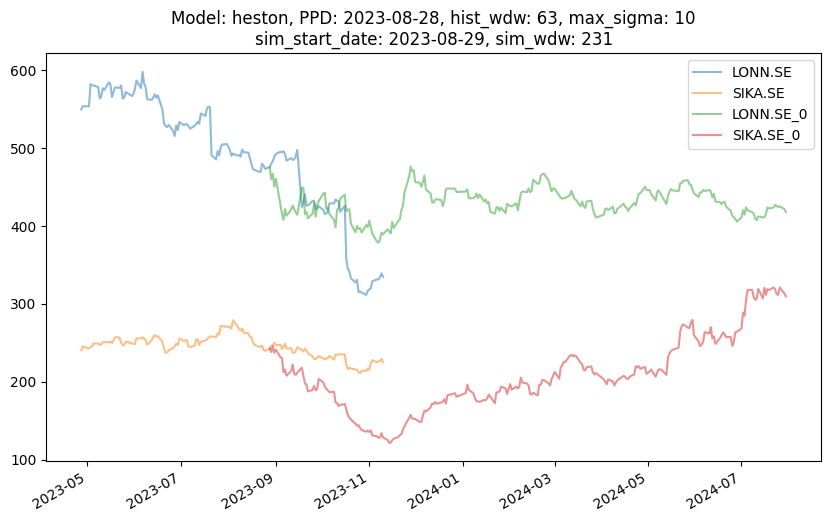 Model: heston, PPD: 2023-08-28, hist_wdw: 63, max_sigma: 10
sim_start_date: 2023-08-29, sim_wdw: 231
LONN.SE
SIKA.SE
LONN.SE_0
SIKA.SE_0
600
500
400
300
200
100
2023-05
2023-07
2023-09
2023-11
2024-01
2024-03
2024-05
2024-07